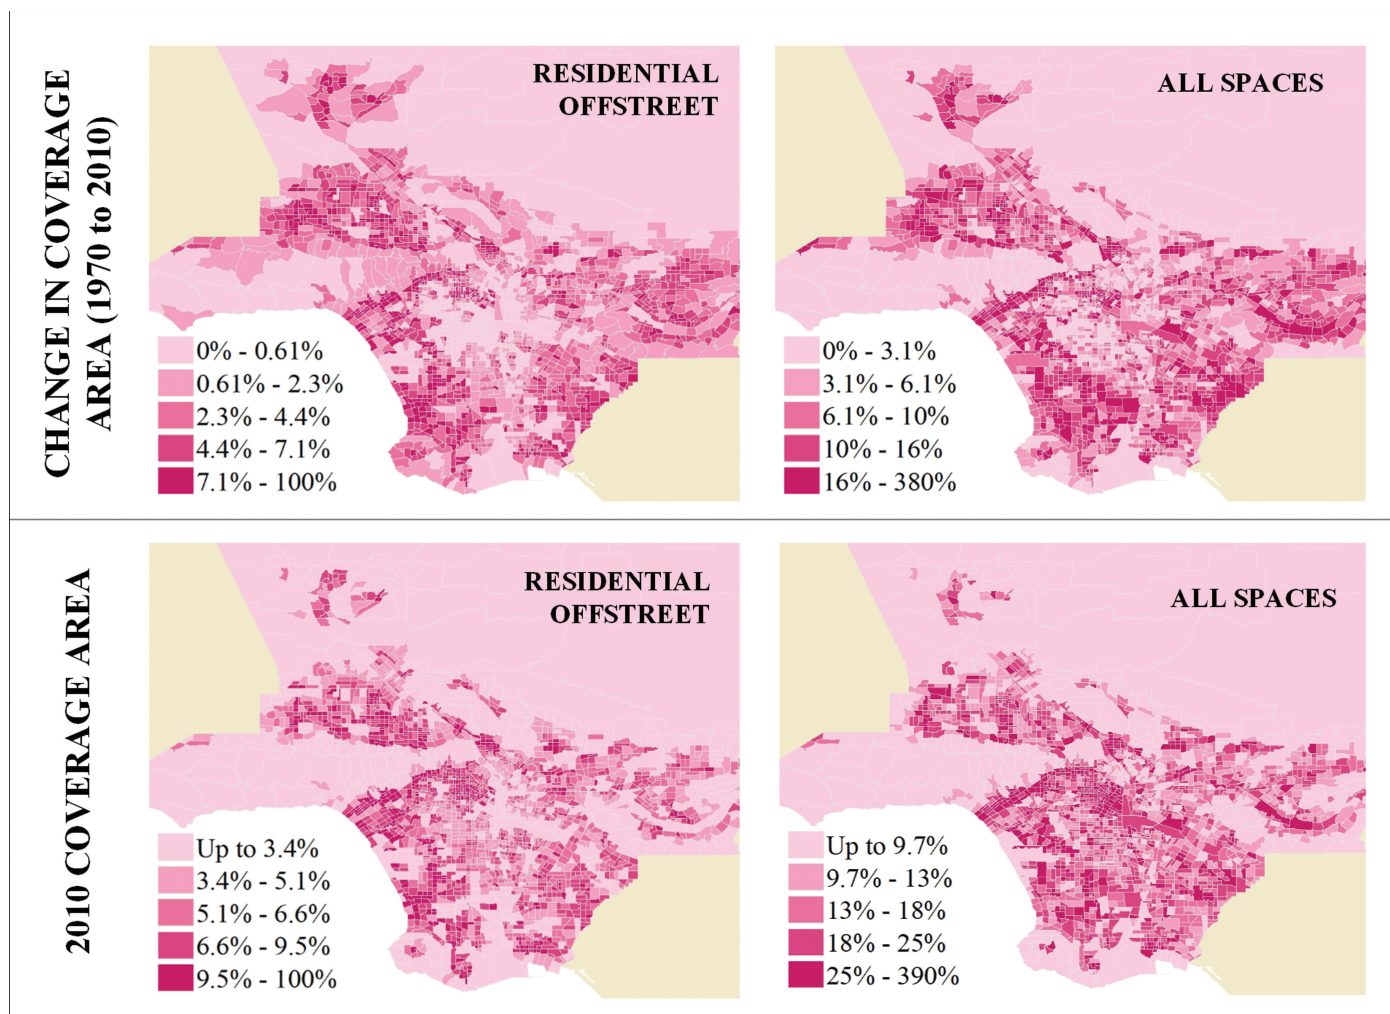 CHANGE IN COVERAGE
AREA (1970 to 2010)
RESIDENTIAL
OFFSTREET
0% - 0.61%
0.61% - 2.3%
2.3% - 4.4%
4.4% - 7.1%
7.1% - 100%
ALL SPACES
0% - 3.1%
3.1% - 6.1%
6.1% - 10%
10% - 16%
16% - 380%
2010 COVERAGE AREA
RESIDENTIAL
OFFSTREET
Up to 3.4%
3.4% - 5.1%
5.1% - 6.6%
6.6% - 9.5%
9.5% - 100%
ALL SPACES
Up to 9.7%
9.7% - 13%
13% - 18%
18% - 25%
25% - 390%